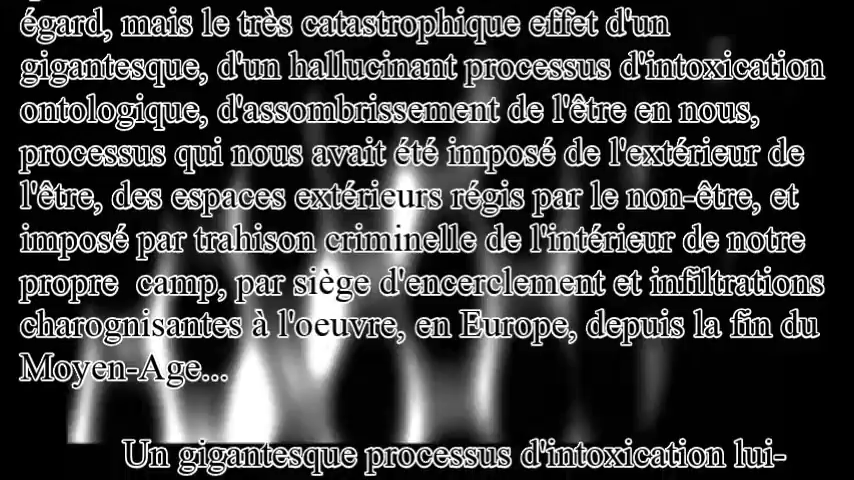 égard, mais le très catastrophique effet d'un
gigantesque, d'un hallucinant processus d'intoxication
ontologique, d'assombrissement de l'être en nous,
processus qui nous avait été imposé de l'extérieur de
l'être, des espaces extérieurs régis par le non-être, et
imposé par trahison criminelle de l'intérieur de notre
propre  camp, par siège d'encerclement et infiltrations
charognisantes à l'oeuvre, en Europe, depuis la fin du
Moyen-Age...
Un gigantesque processus d'intoxication lui-